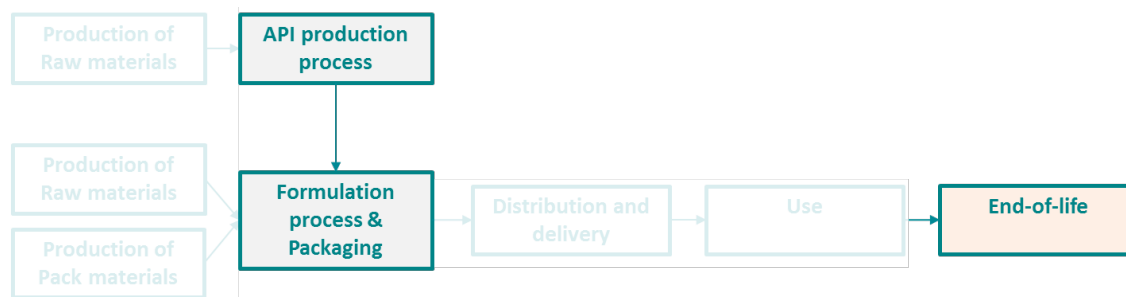 Production of
Raw materials
API production
process
Production of
Raw materials
Production of
Pack materials
Formulation
process &
Packaging
Distribution and
delivery
Use
End-of-life